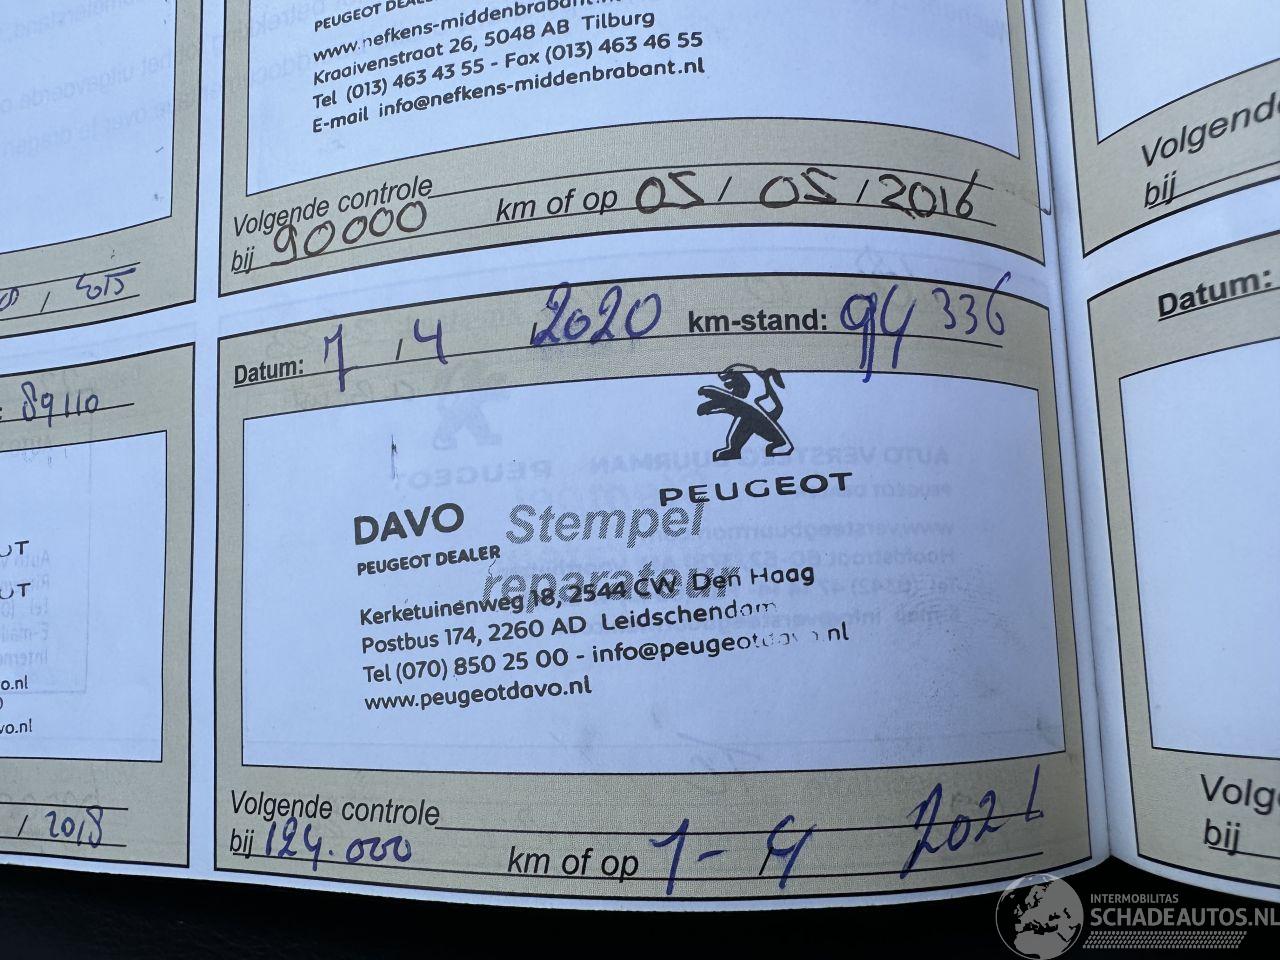 PEUGEOT DEALER
www.nefkens-middenbrabant.nl
Kraaivenstraat 26, 5048 AB Tilburg
Tel (013) 463 43 55 - Fax (013) 463 46 55
E-mail info@nefkens-middenbrabant.nl
Volgende controle
bij 90000 km of op 05 / 05 / 2016
Datum: 1 / 4 / 2020 km-stand: 94 336
PEUGEOT
Stempel
reparateur
DAVO
PEUGEOT DEALER
Kerketuinenweg 18, 2544 CW Den Haag
Postbus 174, 2260 AD Leidschendam
Tel (070) 850 25 00 - info@peugeotdavo.nl
www.peugeotdavo.nl
Volgende controle
bij 124.000 km of op 1 - 4 2021
89110
/ 2018
Volgende
bij
Datum:
Volg
bij
INTERMOBILITAS
SCHADEAUTOS.NL